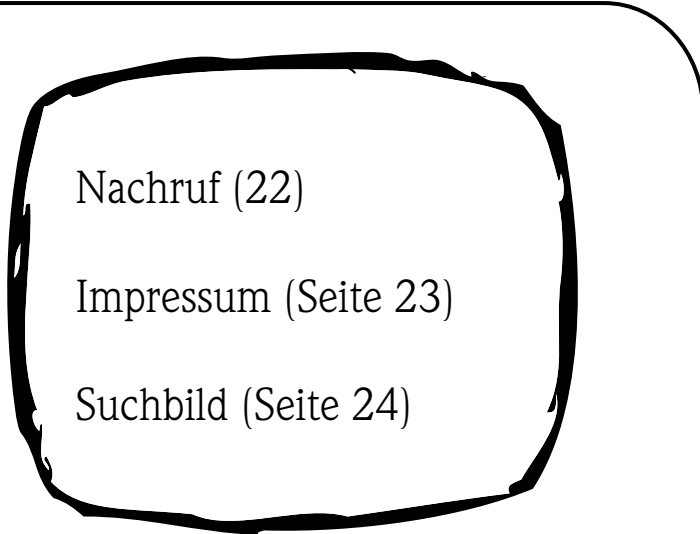 Nachruf (22)
Impressum (Seite 23)
Suchbild (Seite 24)